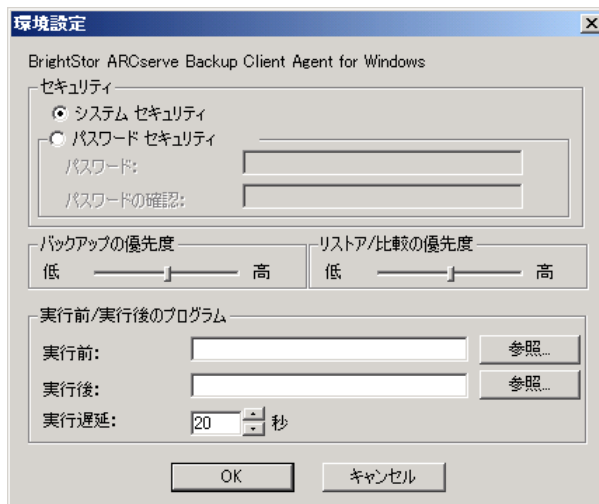 環境設定
BrightStor ARCserve Backup Client Agent for Windows
セキュリティ
システム セキュリティ
パスワード セキュリティ
パスワード:
パスワードの確認:
バックアップの優先度
低 高
リストア/比較の優先度
低 高
実行前/実行後のプログラム
実行前: 参照...
実行後: 参照...
実行遅延: 20 秒
OK キャンセル